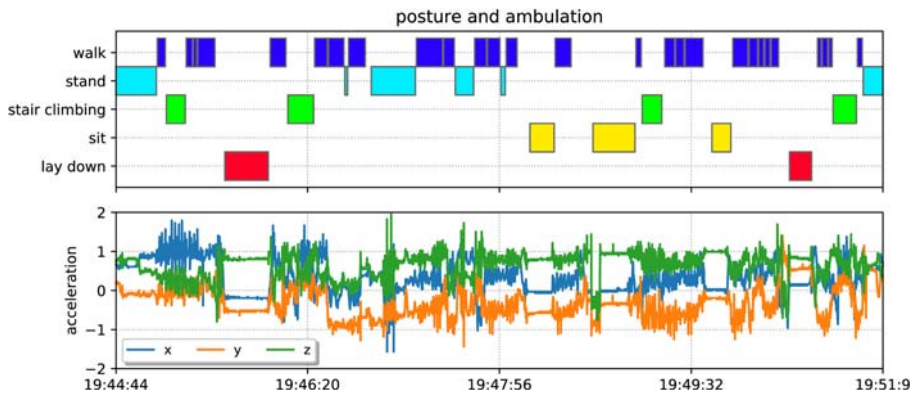 posture and ambulation
walk
stand
stair climbing
sit
lay down
acceleration
2
1
0
−1
−2
x y z
19:44:44 19:46:20 19:47:56 19:49:32 19:51:9